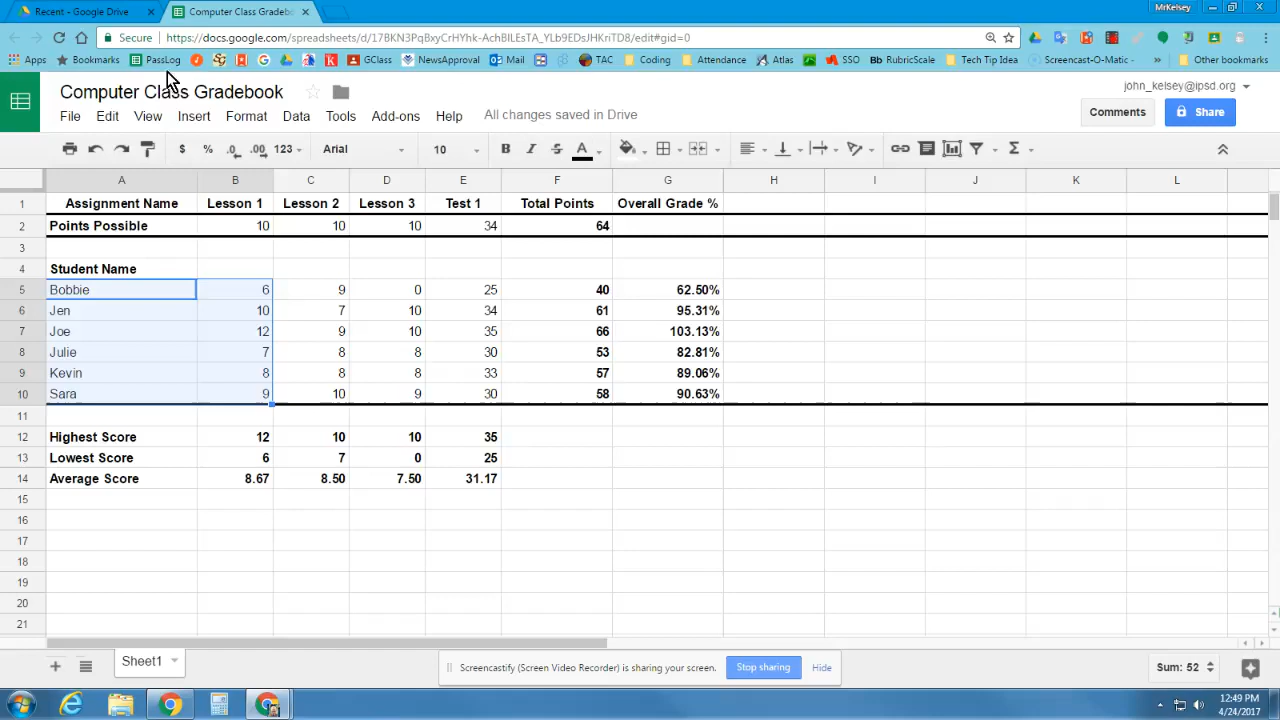 Recent - Google Drive
Computer Class Gradeboo
MrKelsey
Secure
https://docs.google.com/spreadsheets/d/17BKN3PqBxyCrHYhk-AchBlEsTA_YLb9EDsJHKriTD8/edit#gid=0
Apps
Bookmarks
PassLog
GClass
NewsApproval
Mail
TAC
Coding
Attendance
Atlas
SSO
Bb RubricScale
Tech Tip Idea
Screencast-O-Matic -
»
Other bookmarks
Computer Class Gradebook
john_kelsey@ipsd.org
File Edit View Insert Format Data Tools Add-ons Help All changes saved in Drive
Comments
Share
$ % .0 .00 123 Arial 10 B I S A Σ
A B C D E F G H I J K L
1 Assignment Name Lesson 1 Lesson 2 Lesson 3 Test 1 Total Points Overall Grade %
2 Points Possible 10 10 10 34 64
3
4 Student Name
5 Bobbie 6 9 0 25 40 62.50%
6 Jen 10 7 10 34 61 95.31%
7 Joe 12 9 10 35 66 103.13%
8 Julie 7 8 8 30 53 82.81%
9 Kevin 8 8 8 33 57 89.06%
10 Sara 9 10 9 30 58 90.63%
11
12 Highest Score 12 10 10 35
13 Lowest Score 6 7 0 25
14 Average Score 8.67 8.50 7.50 31.17
15
16
17
18
19
20
21
Sheet1
Screencastify (Screen Video Recorder) is sharing your screen.
Stop sharing
Hide
Sum: 52
12:49 PM
4/24/2017